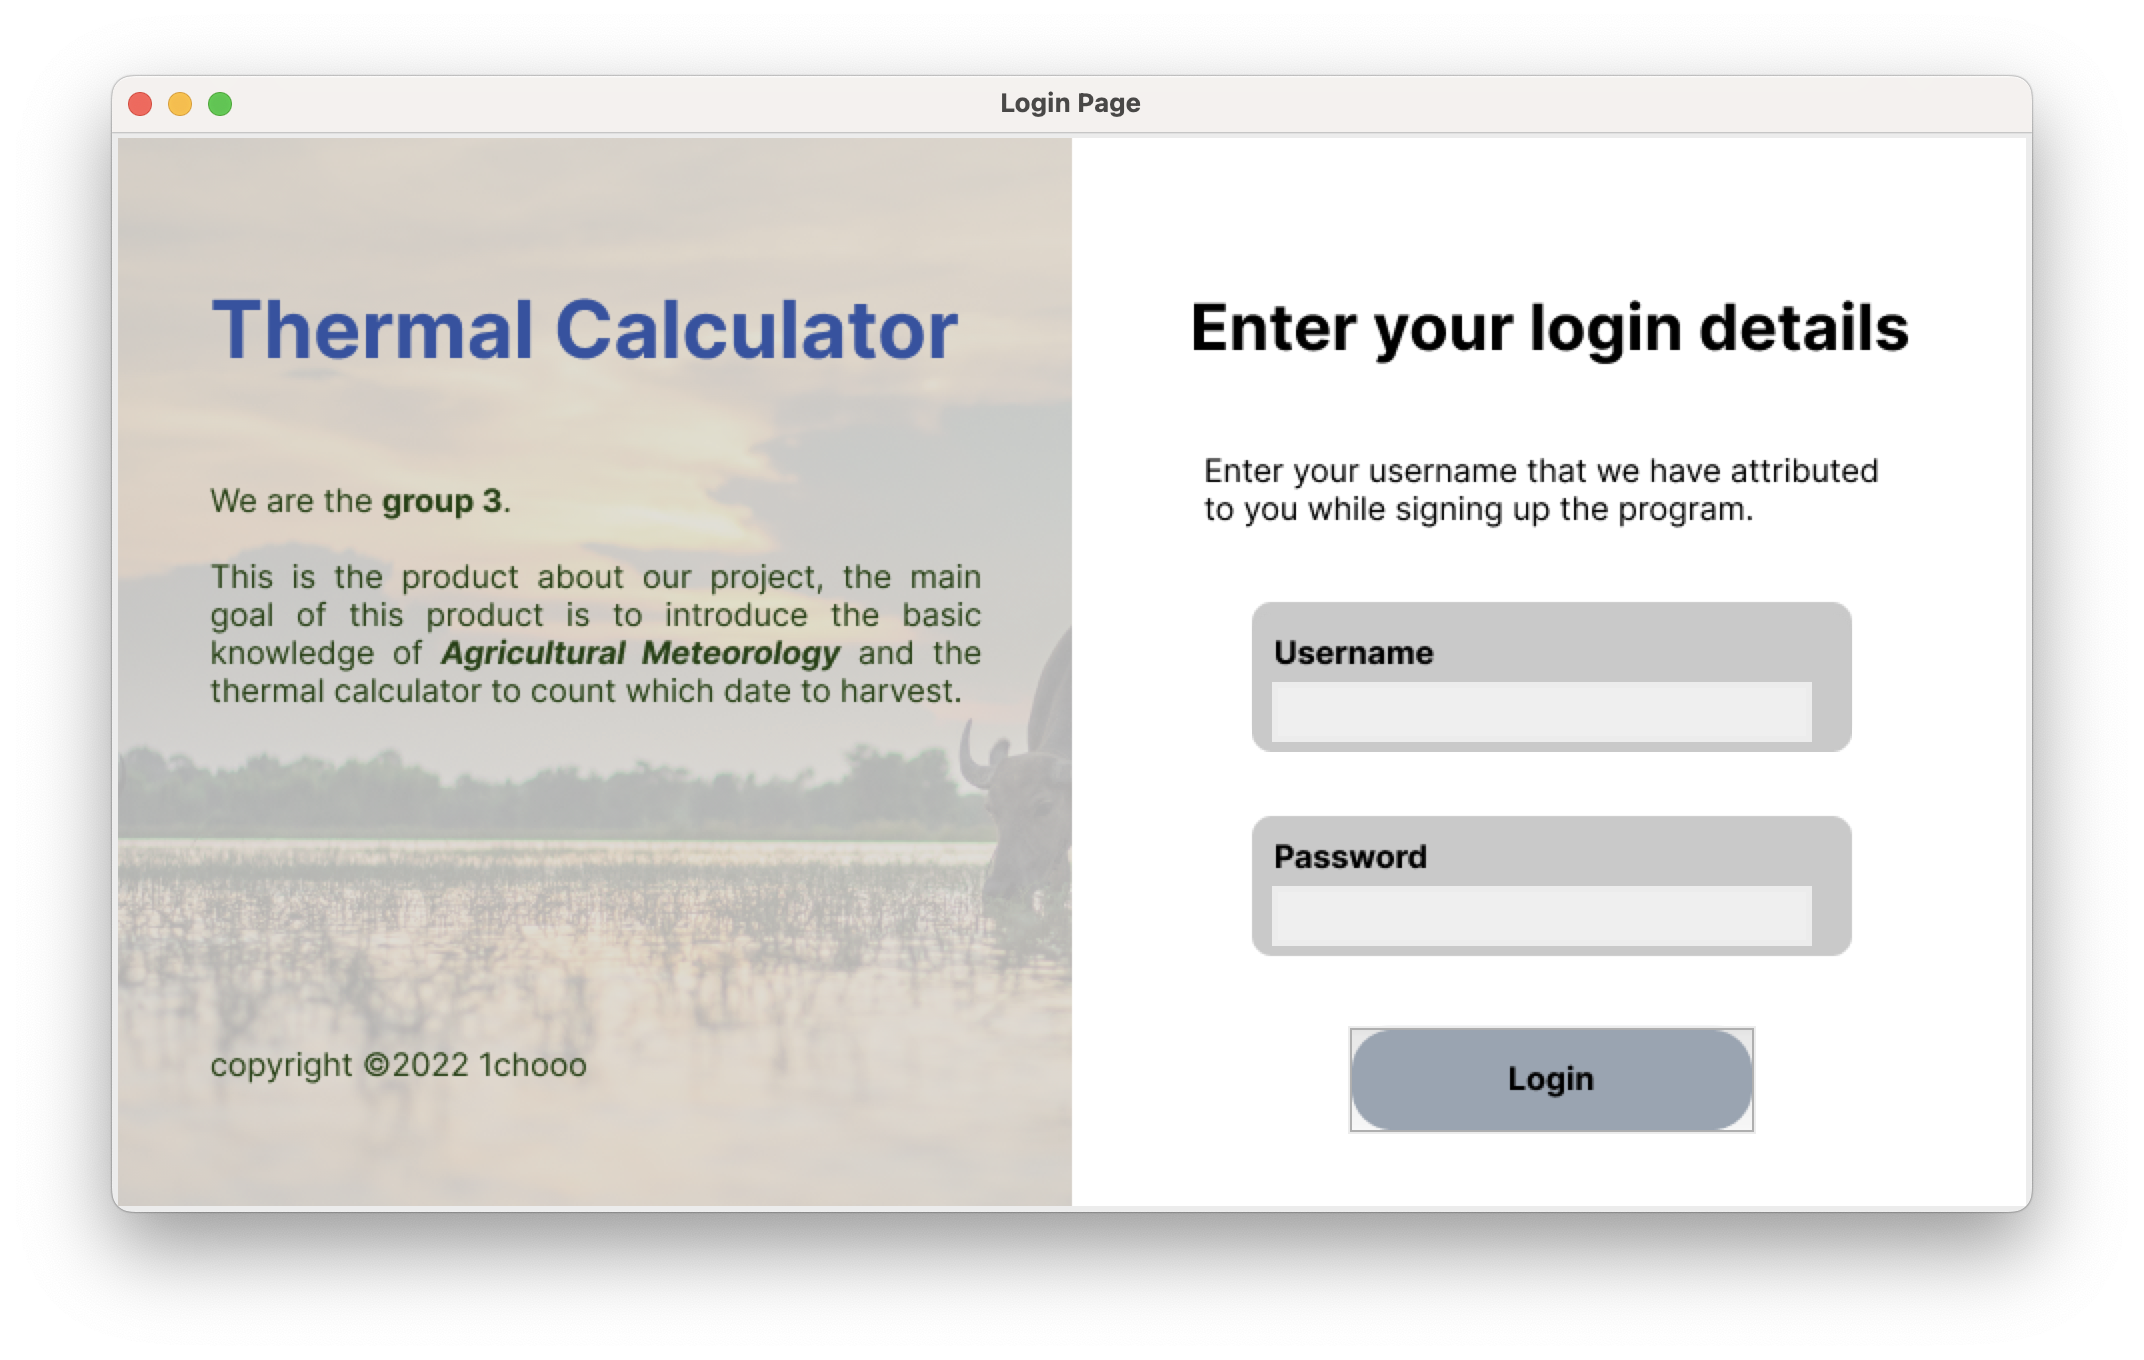 Login Page
Thermal Calculator
We are the group 3.
This is the product about our project, the main
goal of this product is to introduce the basic
knowledge of Agricultural Meteorology and the
thermal calculator to count which date to harvest.
copyright ©2022 1chooo
Enter your login details
Enter your username that we have attributed
to you while signing up the program.
Username
Password
Login